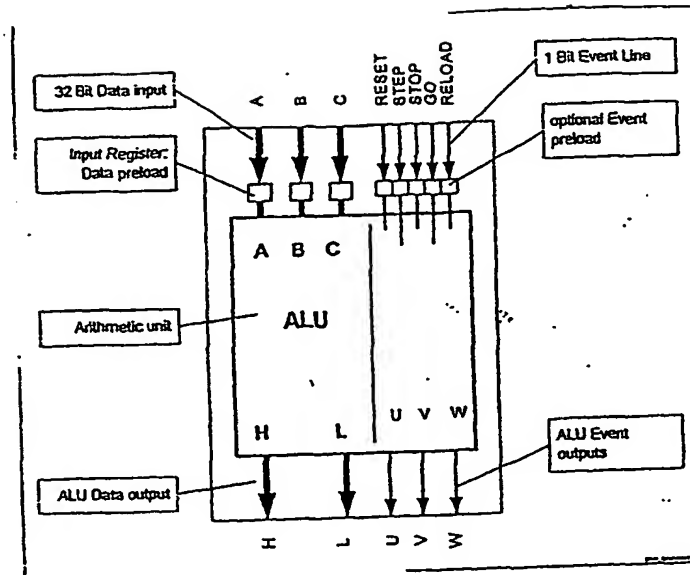 32 Bit Data input
A
B
C
RESET
STEP
STOP
GO
RELOAD
1 Bit Event Line
Input Register:
Data preload
optional Event
preload
A B C
Arithmetic unit
ALU
H L U V W
ALU Data output
ALU Event
outputs
H
L
U
V
W